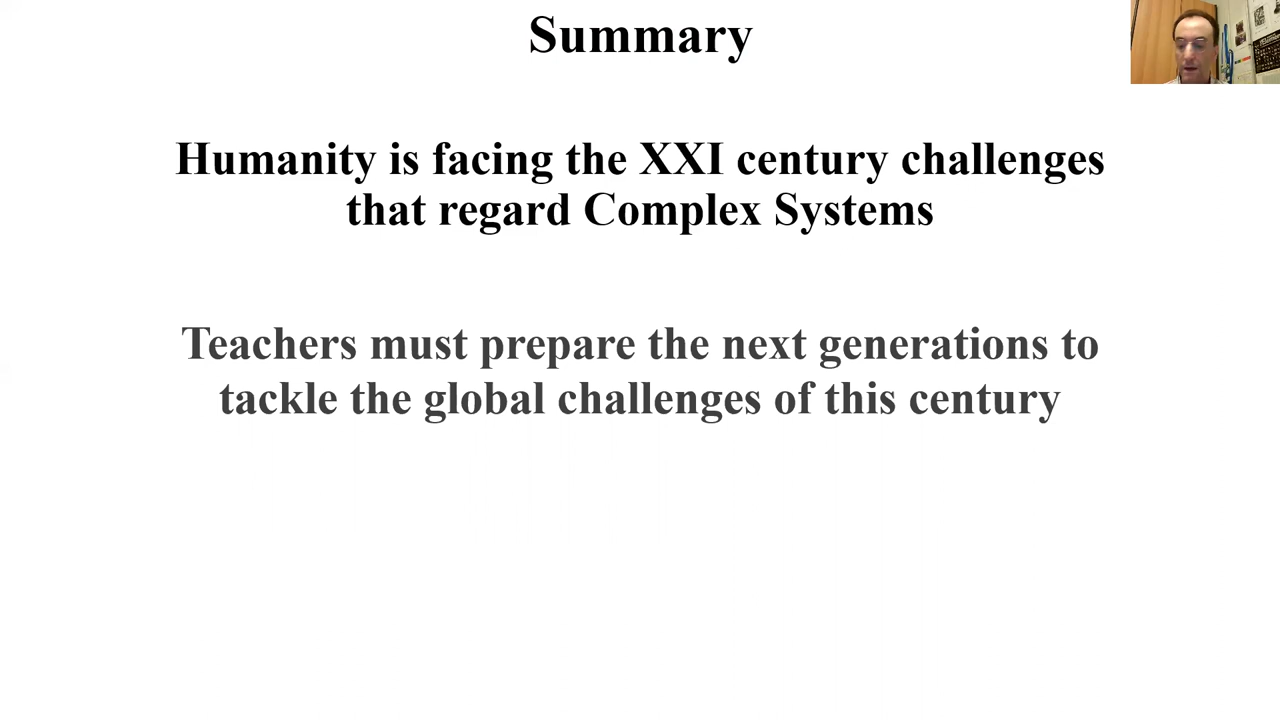 Summary
Humanity is facing the XXI century challenges
that regard Complex Systems
Teachers must prepare the next generations to
tackle the global challenges of this century